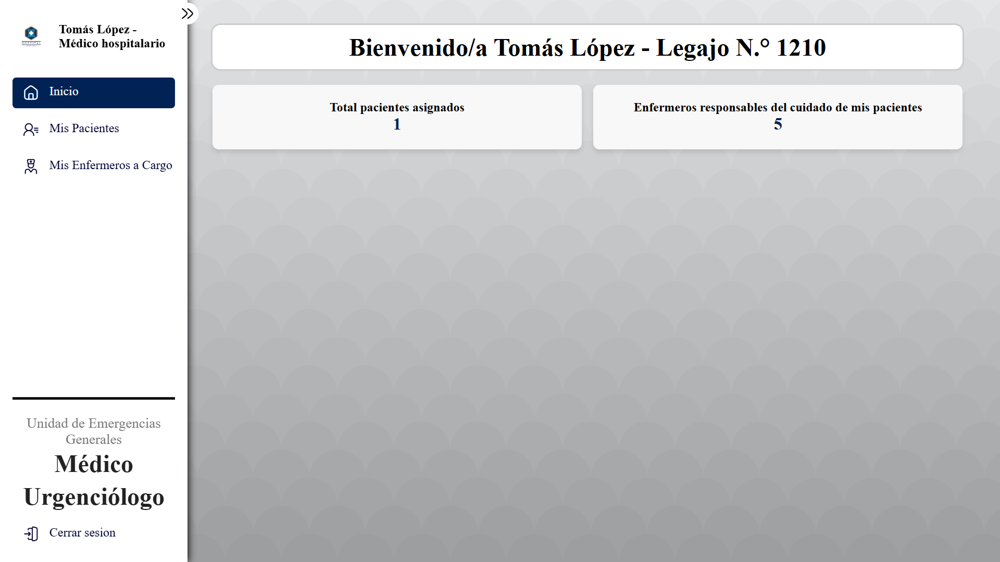 Tomás López -
Médico hospitalario
Inicio
Mis Pacientes
Mis Enfermeros a Cargo
Unidad de Emergencias
Generales
Médico
Urgenciólogo
Cerrar sesion
Bienvenido/a Tomás López - Legajo N.° 1210
Total pacientes asignados
1
Enfermeros responsables del cuidado de mis pacientes
5